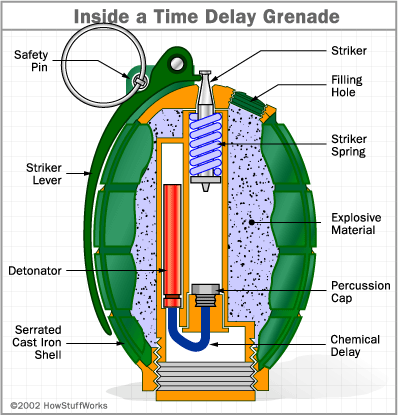 Inside a Time Delay Grenade
Safety
Pin
Striker
Filling
Hole
Striker
Spring
Striker
Lever
Explosive
Material
Detonator
Percussion
Cap
Serrated
Cast Iron
Shell
Chemical
Delay
©2002 HowStuffWorks